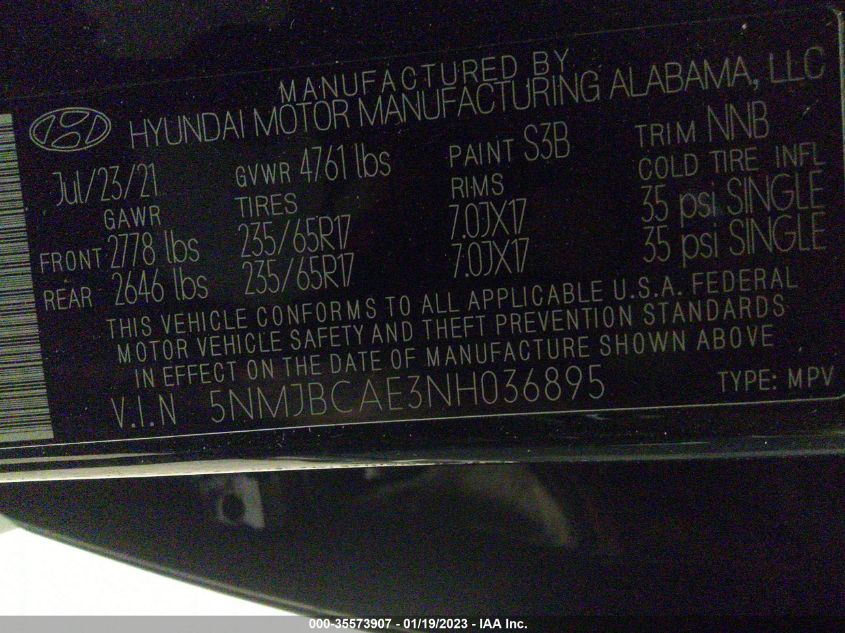 MANUFACTURED BY
HYUNDAI MOTOR MANUFACTURING ALABAMA, LLC
Jul/23/21 GVWR 4761 lbs PAINT S3B TRIM NNB
GAWR TIRES RIMS COLD TIRE INFL
FRONT 2778 lbs 235/65R17 7.0JX17 35 psi SINGLE
REAR 2646 lbs 235/65R17 7.0JX17 35 psi SINGLE
THIS VEHICLE CONFORMS TO ALL APPLICABLE U.S.A. FEDERAL
MOTOR VEHICLE SAFETY AND THEFT PREVENTION STANDARDS
IN EFFECT ON THE DATE OF MANUFACTURE SHOWN ABOVE
V.I.N 5NMJBCAE3NH036895 TYPE: MPV
000-35573907 - 01/19/2023 - IAA Inc.